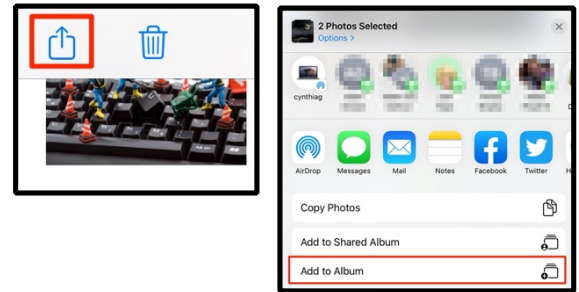 2 Photos Selected
Options >
cynthiag
AirDrop
Messages
Mail
Notes
Facebook
Twitter
Copy Photos
Add to Shared Album
Add to Album